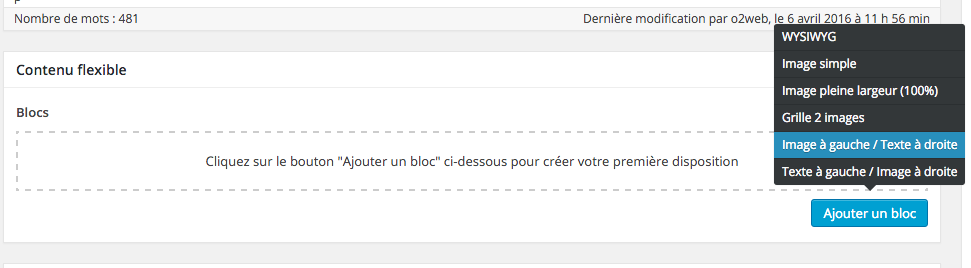 Nombre de mots : 481
Dernière modification par o2web, le 6 avril 2016 à 11 h 56 min
WYSIWYG
Image simple
Image pleine largeur (100%)
Grille 2 images
Image à gauche / Texte à droite
Texte à gauche / Image à droite
Contenu flexible
Blocs
Cliquez sur le bouton "Ajouter un bloc" ci-dessous pour créer votre première disposition
Ajouter un bloc